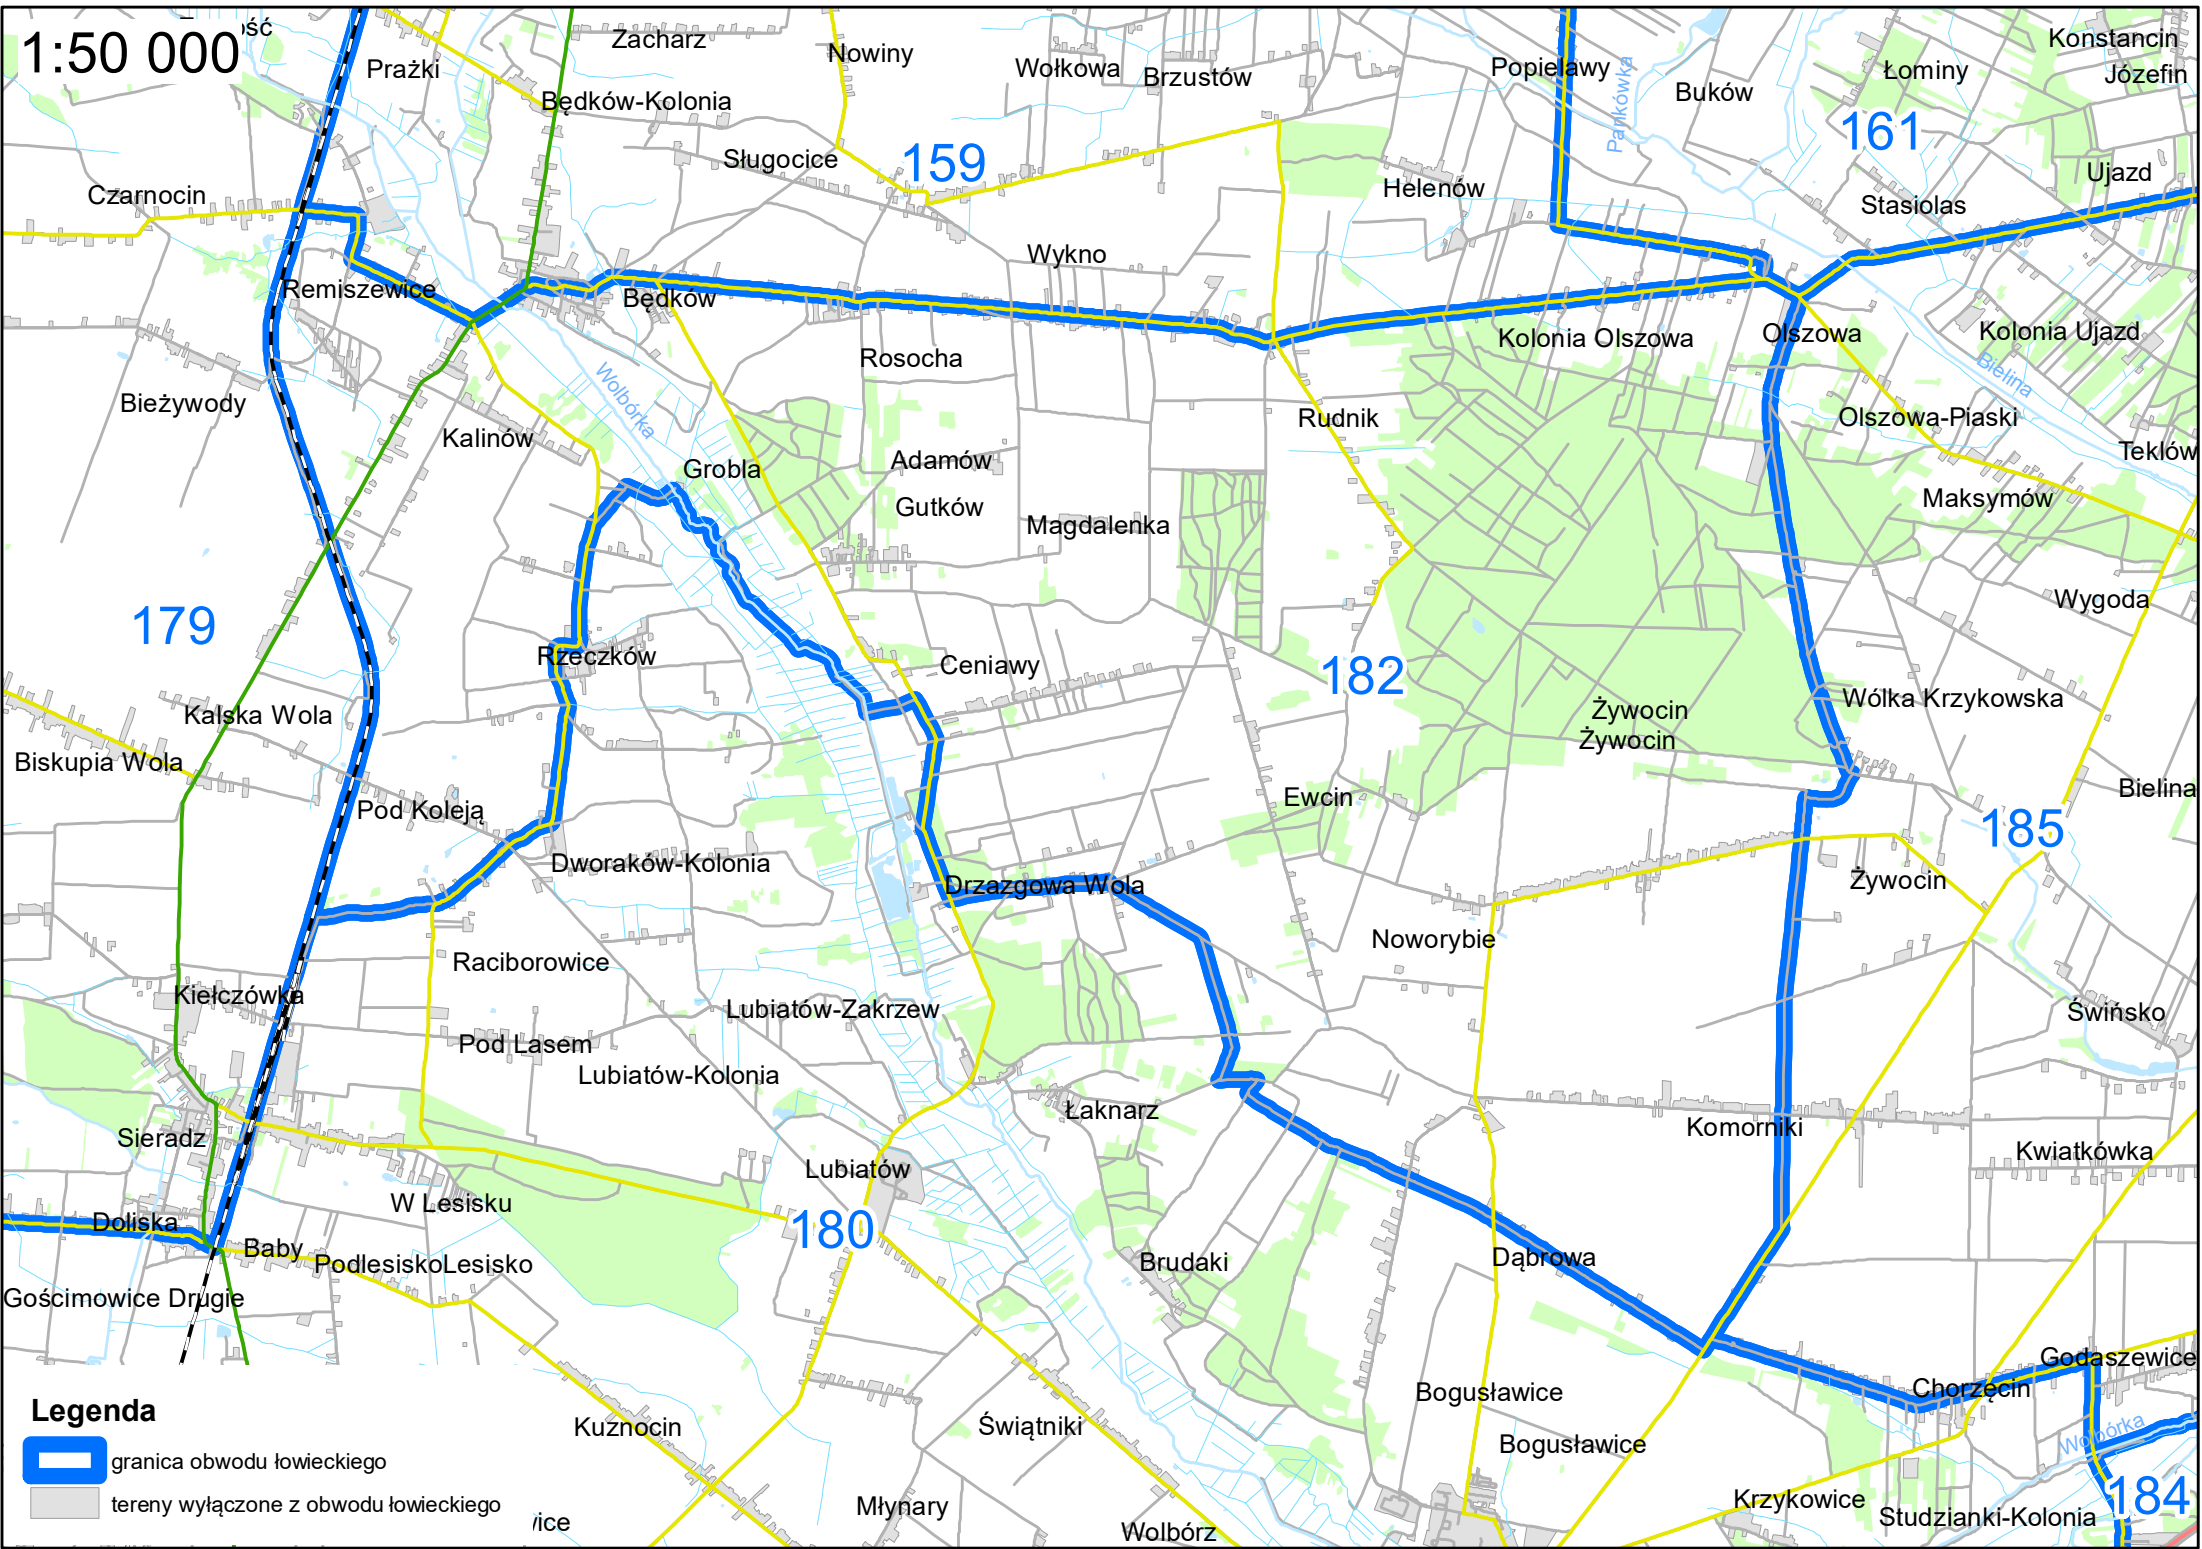 1:50 000
ość
Prażki
Zacharz
Nowiny
Wołkowa
Brzustów
Popielawy
Pankówka
Buków
Łominy
Konstancin
Józefin
Będków-Kolonia
161
Sługocice
159
Czarnocin
Helenów
Ujazd
Stasiolas
Wykno
Remiszewice
Będków
Kolonia Olszowa
Olszowa
Kolonia Ujazd
Rosocha
Bielina
Wolbórka
Bieżywody
Rudnik
Olszowa-Piaski
Kalinów
Teklów
Grobla
Adamów
Gutków
Maksymów
Magdalenka
179
Wygoda
Rzeczków
Ceniawy
182
Wólka Krzykowska
Kalska Wola
Żywocin
Żywocin
Biskupia Wola
Bielina
Pod Koleją
Ewcin
185
Dworaków-Kolonia
Drzazgowa Wola
Żywocin
Noworybie
Raciborowice
Kiełczówka
Lubiatów-Zakrzew
Świńsko
Pod Lasem
Lubiatów-Kolonia
Łaknarz
Komorniki
Sieradz
Kwiatkówka
Lubiatów
W Lesisku
Doliska
180
Baby
Podlesisko
Lesisko
Brudaki
Dąbrowa
Gościmowice Drugie
Godaszewice
Chorzęcin
Bogusławice
Legenda
Kuznocin
Świątniki
Wolbórka
Bogusławice
granica obwodu łowieckiego
184
tereny wyłączone z obwodu łowieckiego
Młynary
Krzykowice
Studzianki-Kolonia
Wolbórz